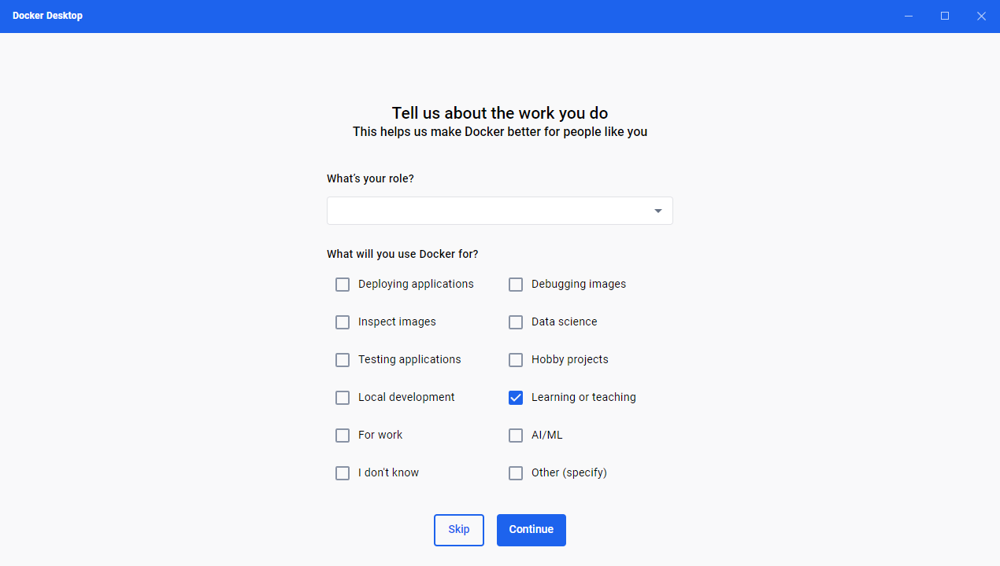 Docker Desktop
Tell us about the work you do
This helps us make Docker better for people like you
What's your role?
What will you use Docker for?
Deploying applications
Debugging images
Inspect images
Data science
Testing applications
Hobby projects
Local development
Learning or teaching
For work
AI/ML
I don't know
Other (specify)
Skip
Continue